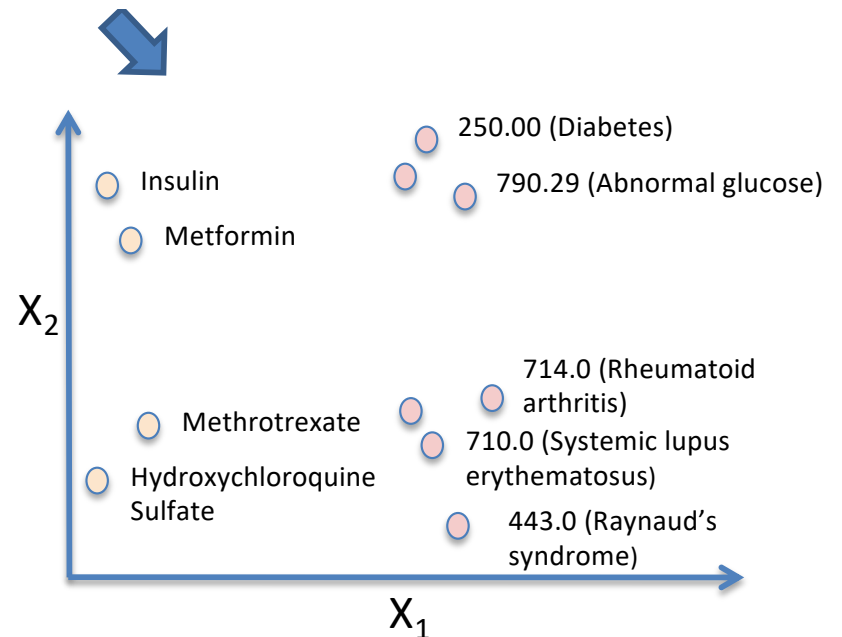 250.00 (Diabetes)
Insulin
790.29 (Abnormal glucose)
Metformin
X₂
714.0 (Rheumatoid
arthritis)
Methrotrexate
710.0 (Systemic lupus
erythematosus)
Hydroxychloroquine
Sulfate
443.0 (Raynaud’s
syndrome)
X₁